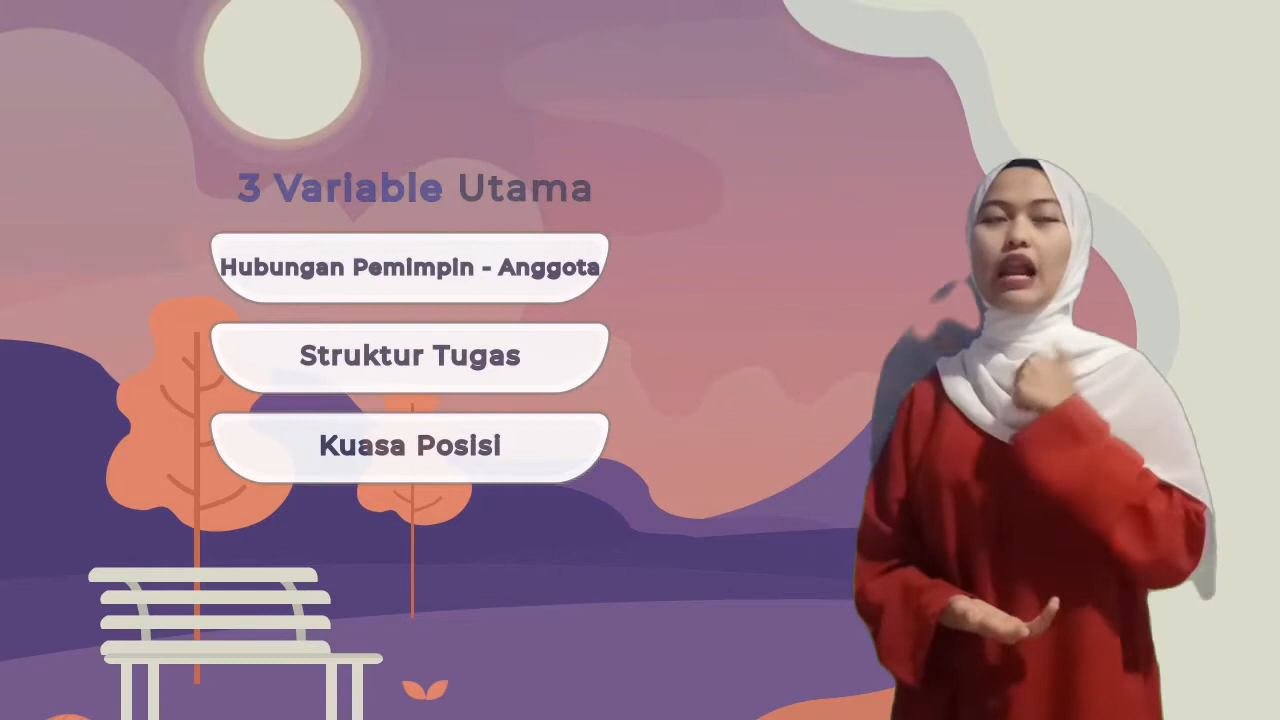 3 Variable Utama
Hubungan Pemimpin - Anggota
Struktur Tugas
Kuasa Posisi